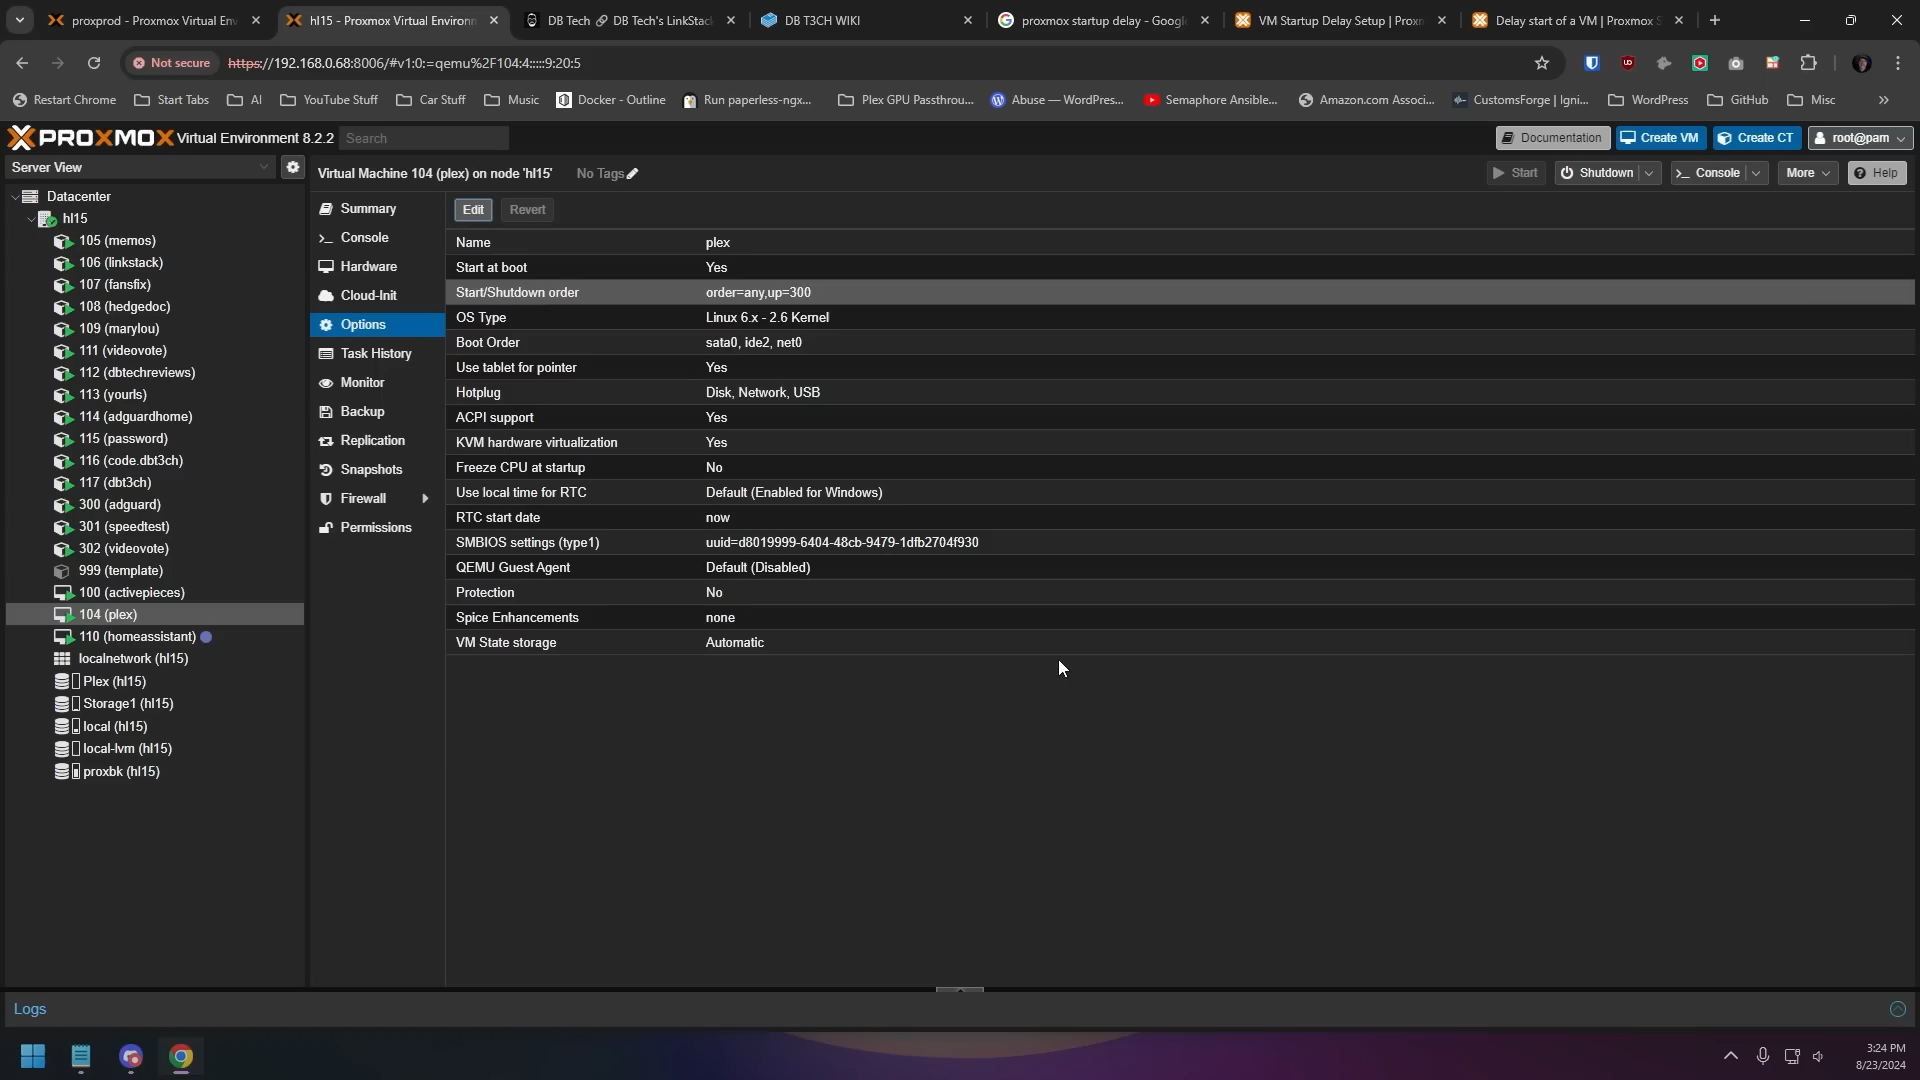 proxprod - Proxmox Virtual En
hl15 - Proxmox Virtual Environm
DB Tech 🔗 DB Tech's LinkStac
DB T3CH WIKI
proxmox startup delay - Google
VM Startup Delay Setup | Proxm
Delay start of a VM | Proxmox S
Not secure
https://192.168.0.68:8006/#v1:0:=qemu%2F104:4:::::9:20:5
Restart Chrome
Start Tabs
AI
YouTube Stuff
Car Stuff
Music
Docker - Outline
Run paperless-ngx...
Plex GPU Passthrou...
Abuse — WordPres...
Semaphore Ansible...
Amazon.com Associ...
CustomsForge | Igni...
WordPress
GitHub
Misc
»
PROXMOX Virtual Environment 8.2.2
Search
Documentation
Create VM
Create CT
root@pam
Server View
Virtual Machine 104 (plex) on node 'hl15'
No Tags
Start
Shutdown
Console
More
Help
Datacenter
hl15
105 (memos)
106 (linkstack)
107 (fansfix)
108 (hedgedoc)
109 (marylou)
111 (videovote)
112 (dbtechreviews)
113 (yourls)
114 (adguardhome)
115 (password)
116 (code.dbt3ch)
117 (dbt3ch)
300 (adguard)
301 (speedtest)
302 (videovote)
999 (template)
100 (activepieces)
104 (plex)
110 (homeassistant)
localnetwork (hl15)
Plex (hl15)
Storage1 (hl15)
local (hl15)
local-lvm (hl15)
proxbk (hl15)
Summary
Console
Hardware
Cloud-Init
Options
Task History
Monitor
Backup
Replication
Snapshots
Firewall
Permissions
Edit
Revert
Name plex
Start at boot Yes
Start/Shutdown order order=any,up=300
OS Type Linux 6.x - 2.6 Kernel
Boot Order sata0, ide2, net0
Use tablet for pointer Yes
Hotplug Disk, Network, USB
ACPI support Yes
KVM hardware virtualization Yes
Freeze CPU at startup No
Use local time for RTC Default (Enabled for Windows)
RTC start date now
SMBIOS settings (type1) uuid=d8019999-6404-48cb-9479-1dfb2704f930
QEMU Guest Agent Default (Disabled)
Protection No
Spice Enhancements none
VM State storage Automatic
Logs
3:24 PM
8/23/2024